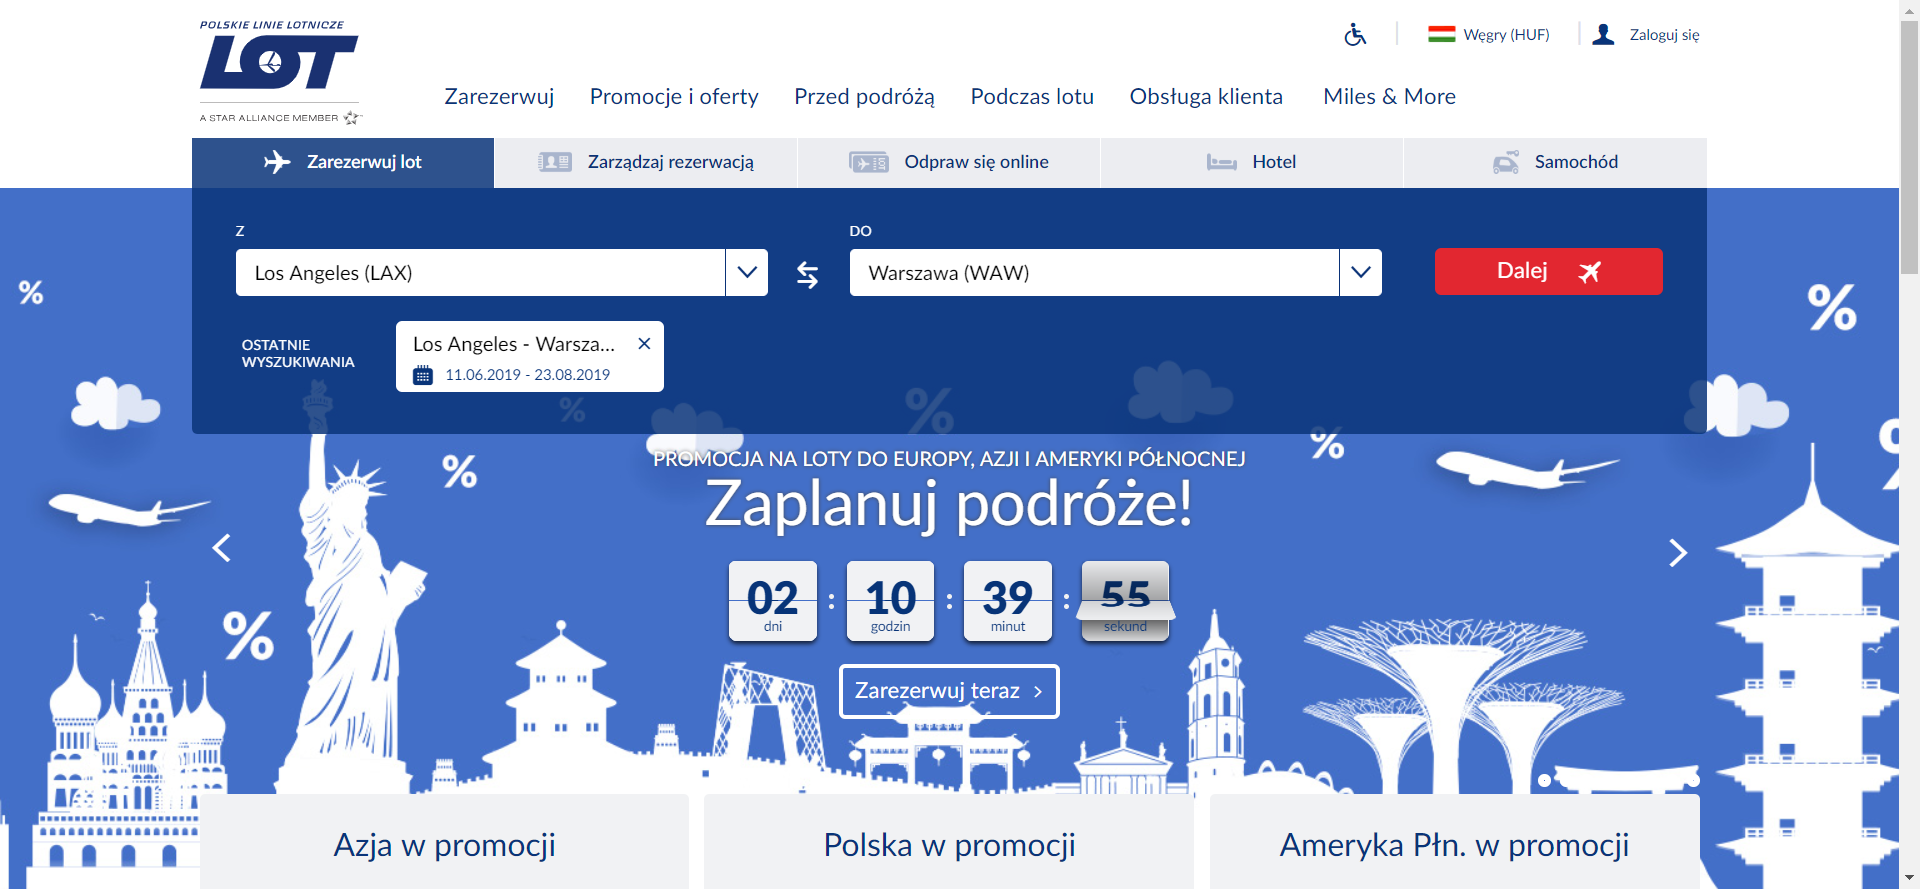 POLSKIE LINIE LOTNICZE
LOT
A STAR ALLIANCE MEMBER
Węgry (HUF)
Zaloguj się
Zarezerwuj
Promocje i oferty
Przed podróżą
Podczas lotu
Obsługa klienta
Miles & More
Zarezerwuj lot
Zarządzaj rezerwacją
Odpraw się online
Hotel
Samochód
Z
DO
Los Angeles (LAX)
Warszawa (WAW)
Dalej
OSTATNIE
WYSZUKIWANIA
Los Angeles - Warsza...
11.06.2019 - 23.08.2019
PROMOCJA NA LOTY DO EUROPY, AZJI I AMERYKI PÓŁNOCNEJ
Zaplanuj podróże!
02 : 10 : 39 : 55
dni godzin minut sekund
Zarezerwuj teraz
Azja w promocji
Polska w promocji
Ameryka Płn. w promocji